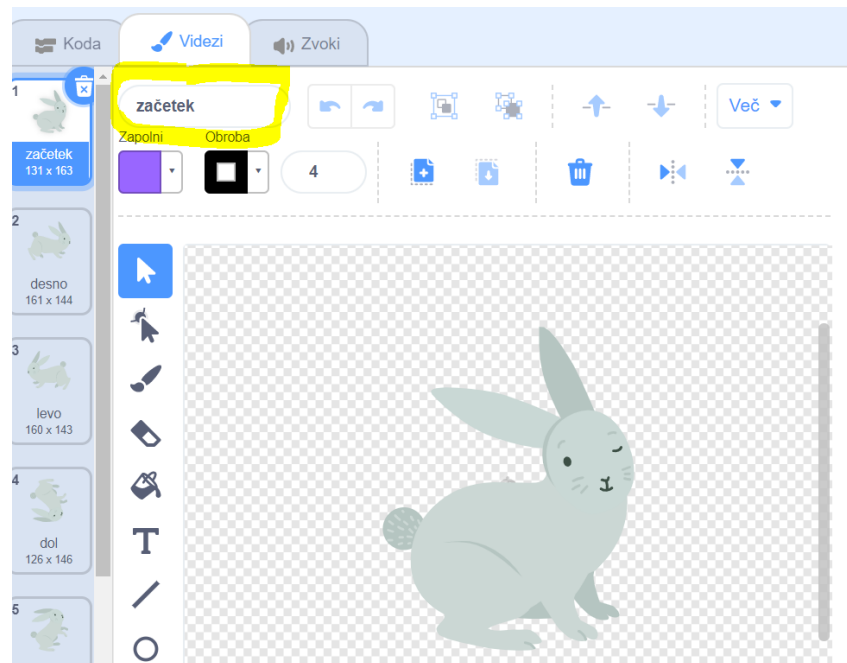 Koda
Videzi
Zvoki
1
začetek
131 x 163
2
desno
161 x 144
3
levo
160 x 143
4
dol
126 x 146
5
začetek
Več
Zapolni
Obroba
4
T